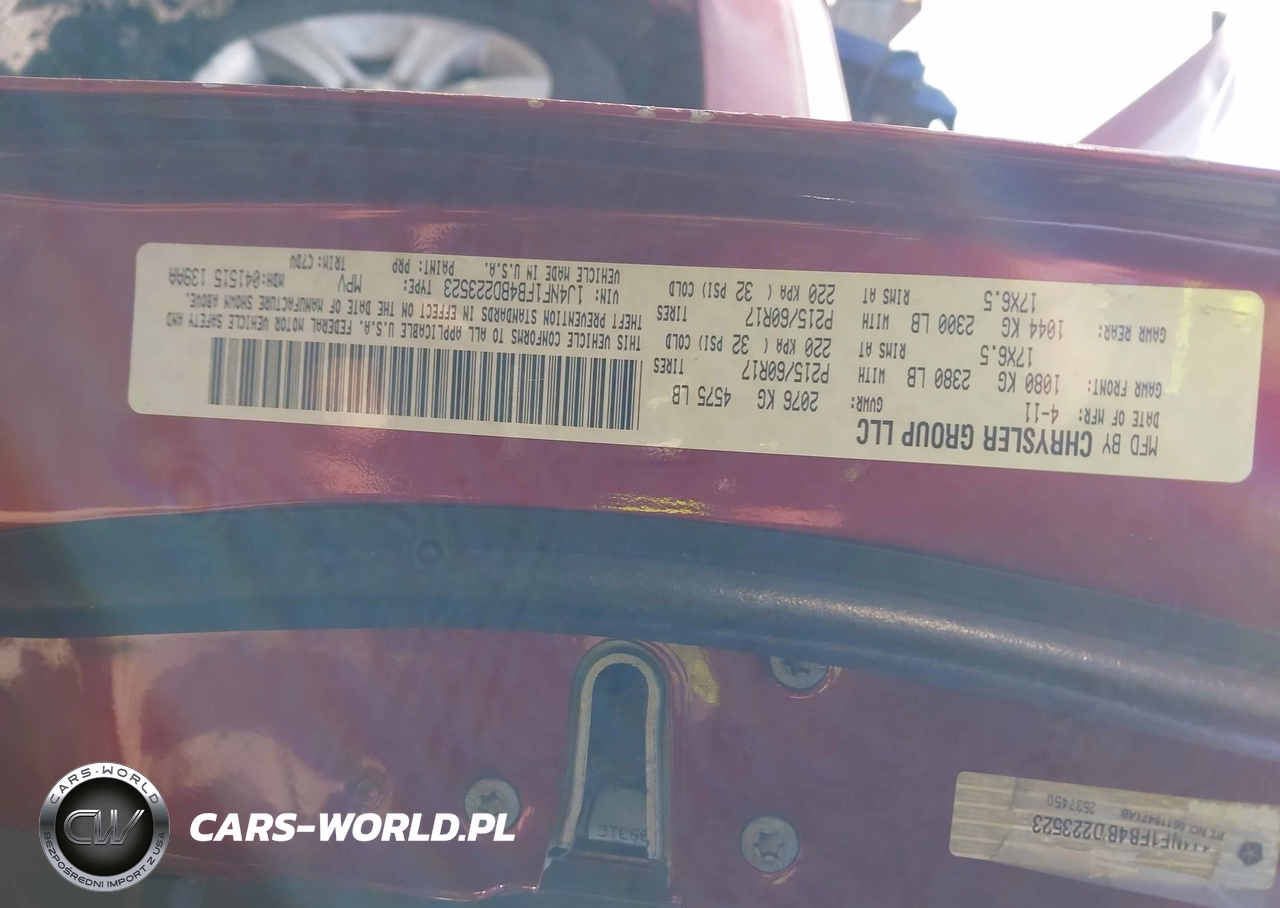 MFD BY CHRYSLER GROUP LLC
DATE OF MFR: 4-11 GVWR: 2076 KG 4575 LB
GAWR FRONT: 1080 KG 2380 LB WITH P215/60R17 TIRES
17X6.5 RIMS AT 220 KPA ( 32 PSI) COLD
GAWR REAR: 1044 KG 2300 LB WITH P215/60R17 TIRES
17X6.5 RIMS AT 220 KPA ( 32 PSI) COLD
THIS VEHICLE CONFORMS TO ALL APPLICABLE U.S.A. FEDERAL MOTOR VEHICLE SAFETY AND
THEFT PREVENTION STANDARDS IN EFFECT ON THE DATE OF MANUFACTURE SHOWN ABOVE.
VIN: 1J4NF1FB4BD223523 TYPE: MPV MDH:041515 139AA
VEHICLE MADE IN U.S.A. PAINT: PRP TRIM: C7DV
2537450
CARS-WORLD
CW
BEZPOŚREDNI IMPORT Z USA
CARS-WORLD.PL